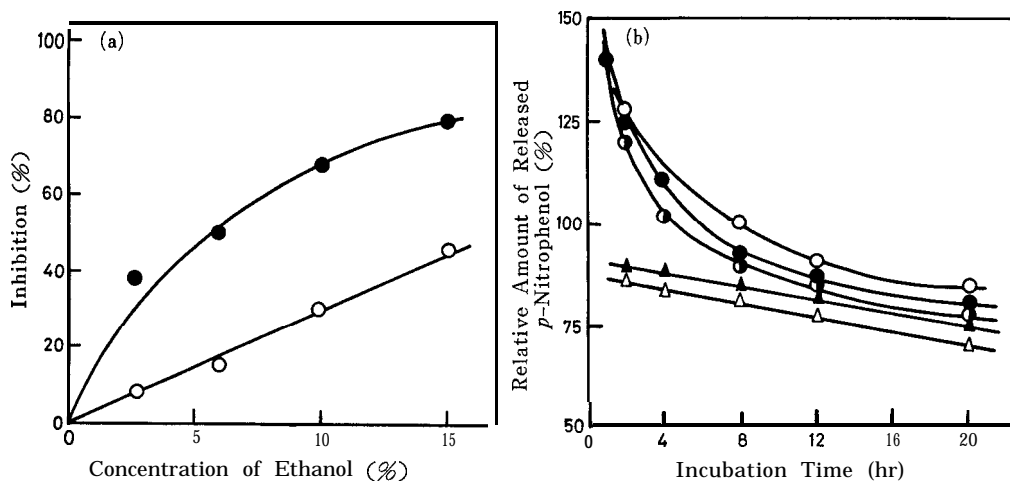 (a)
100
80
60
40
20
0
Inhibition (%)
0 5 10 15
Concentration of Ethanol (%)
(b)
150
125
100
75
50
Relative Amount of Released
p-Nitrophenol (%)
0 4 8 12 16 20
Incubation Time (hr)